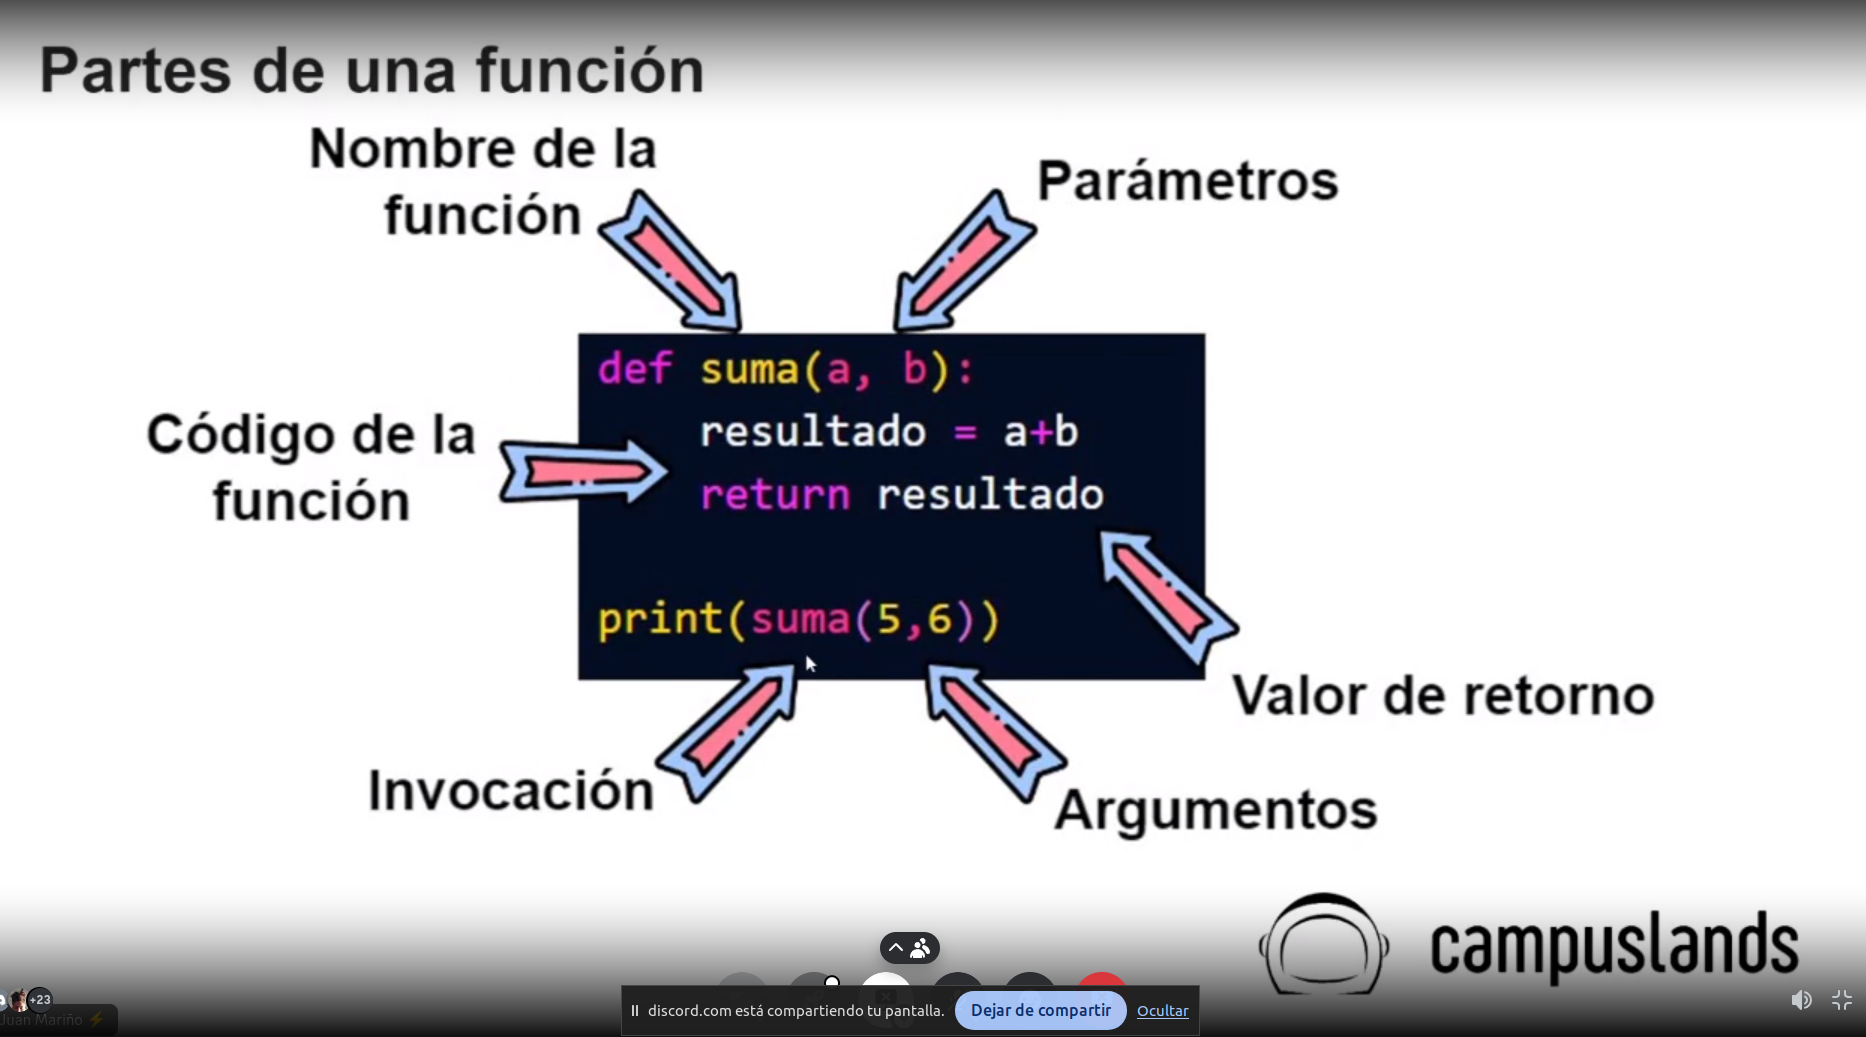 Partes de una función
Nombre de la
función
Parámetros
def suma(a, b):
resultado = a+b
return resultado
print(suma(5,6))
Código de la
función
Valor de retorno
Invocación
Argumentos
campuslands
+23
Juan Mariño ⚡
discord.com está compartiendo tu pantalla.
Dejar de compartir
Ocultar